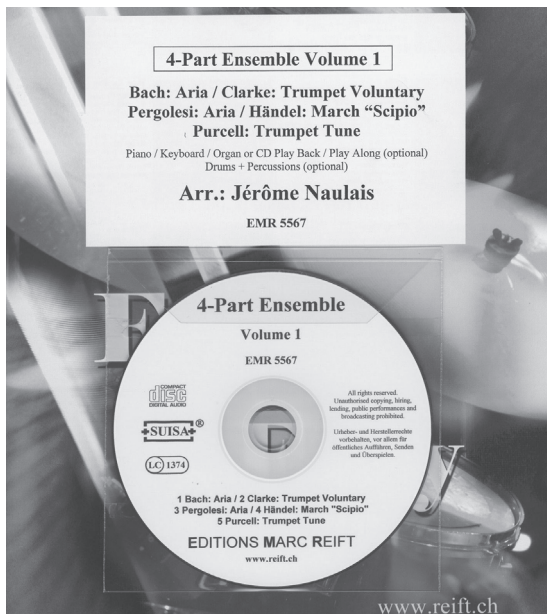 4-Part Ensemble Volume 1
Bach: Aria / Clarke: Trumpet Voluntary
Pergolesi: Aria / Händel: March “Scipio”
Purcell: Trumpet Tune
Piano / Keyboard / Organ or CD Play Back / Play Along (optional)
Drums + Percussions (optional)
Arr.: Jérôme Naulais
EMR 5567
4-Part Ensemble
Volume 1
EMR 5567
COMPACT
disc
DIGITAL AUDIO
SUISA®
LC 1374
All rights reserved.
Unauthorised copying, hiring,
lending, public performances and
broadcasting prohibited.
Urheber- und Herstellerrechte
vorbehalten, vor allem für
öffentliches Aufführen, Senden
und Überspielen.
1 Bach: Aria / 2 Clarke: Trumpet Voluntary
3 Pergolesi: Aria / 4 Händel: March "Scipio"
5 Purcell: Trumpet Tune
EDITIONS MARC REIFT
www.reift.ch
www.reift.ch